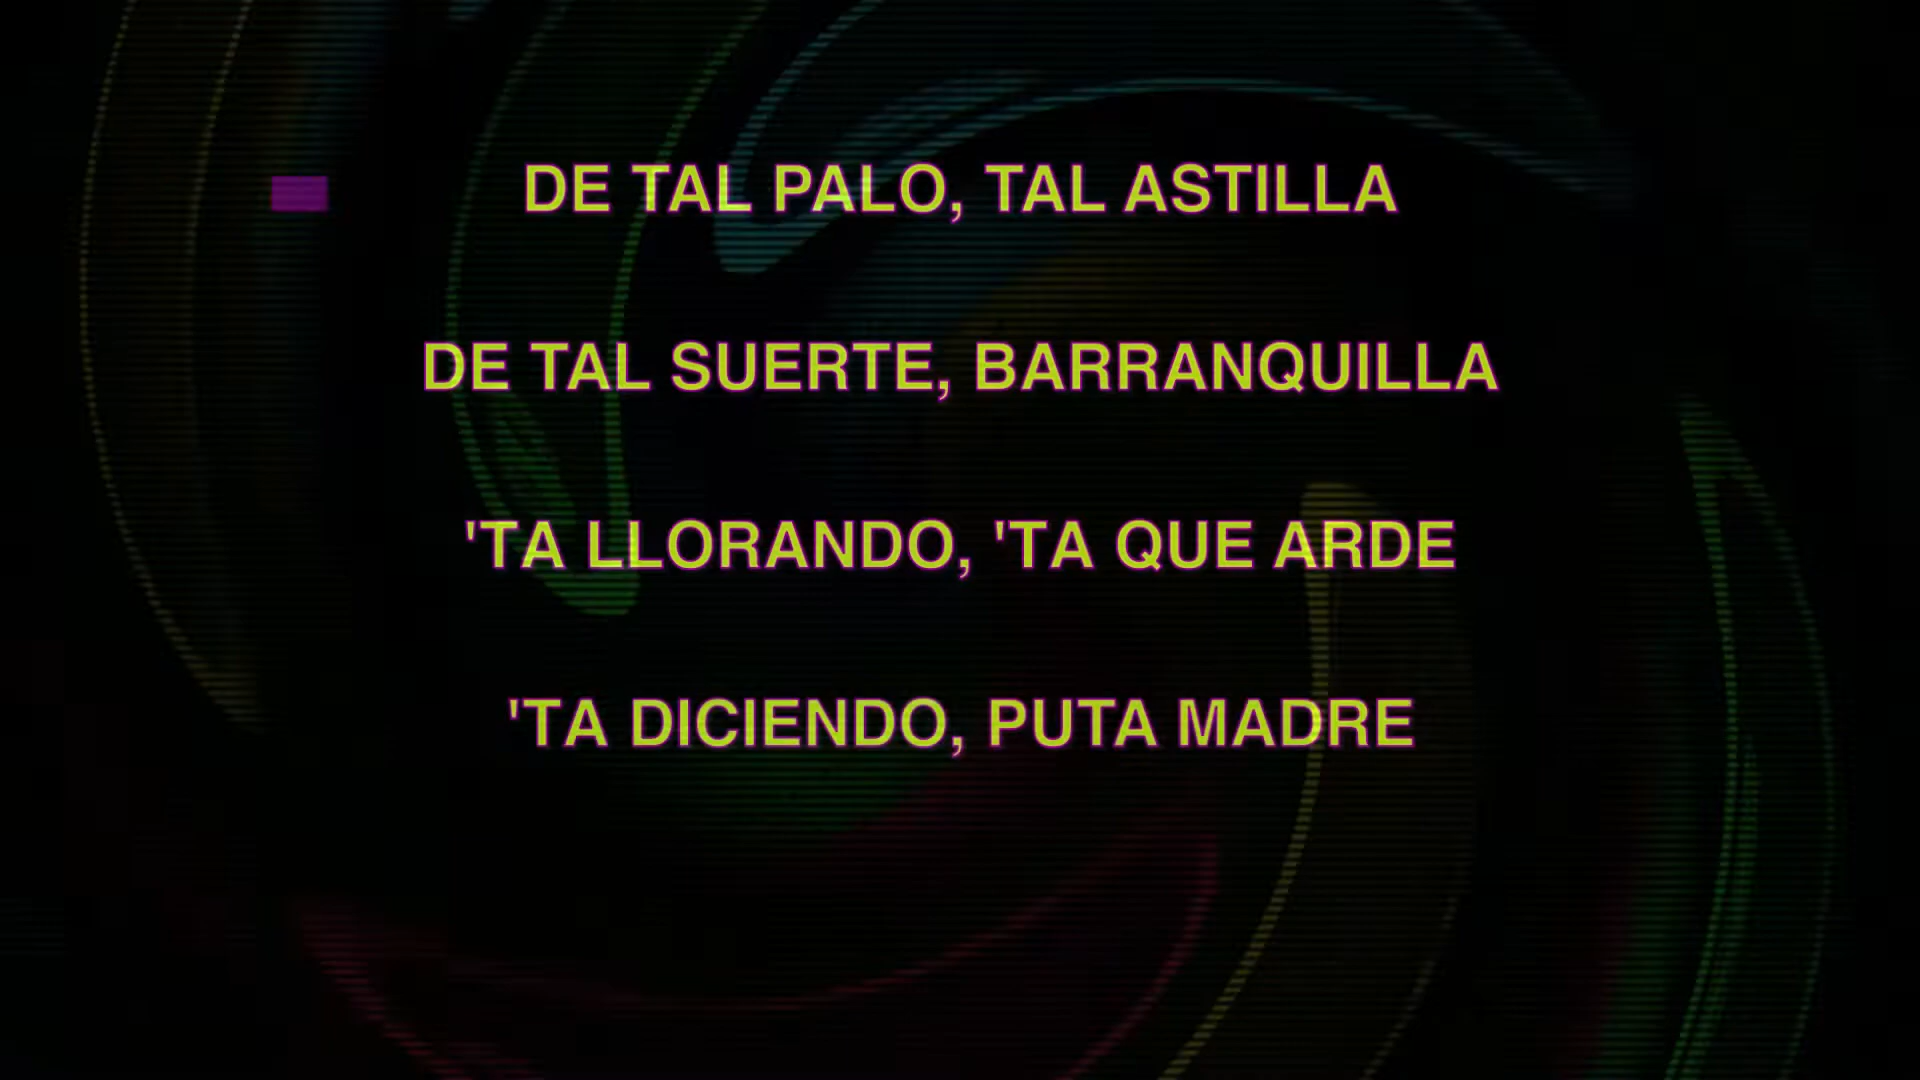 DE TAL PALO, TAL ASTILLA
DE TAL SUERTE, BARRANQUILLA
'TA LLORANDO, 'TA QUE ARDE
'TA DICIENDO, PUTA MADRE